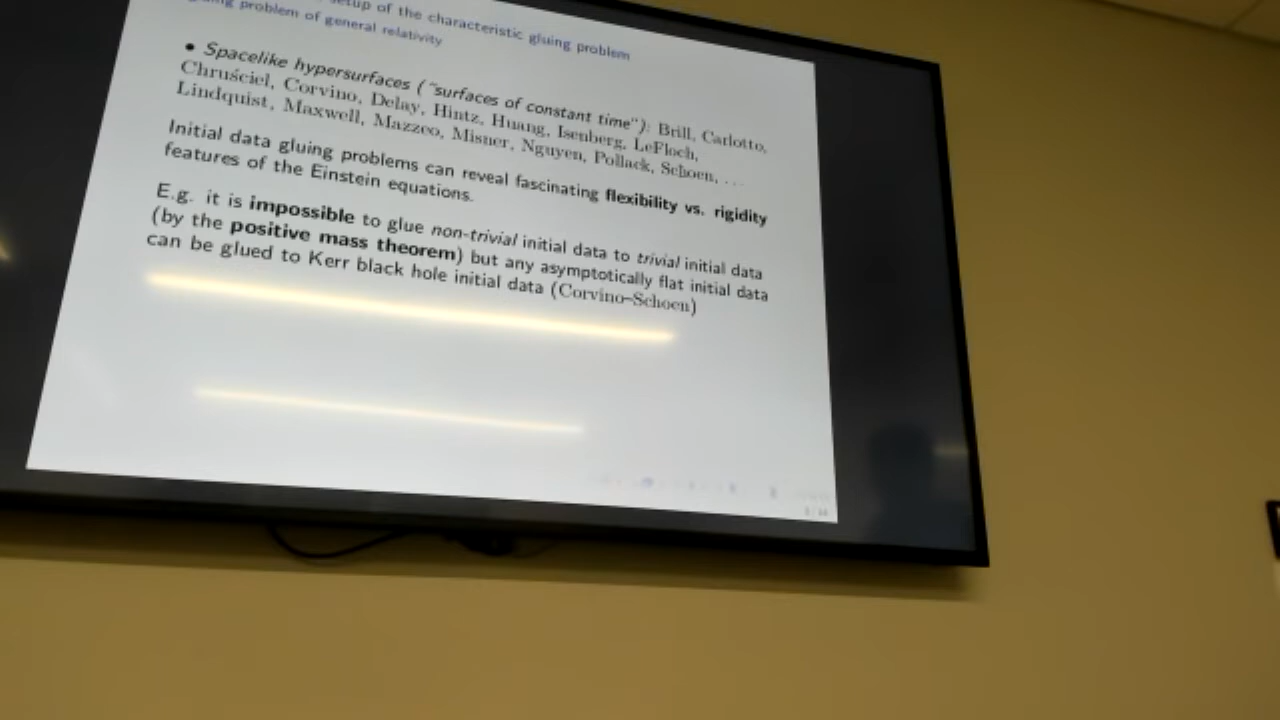 setup of the characteristic gluing problem
gluing problem of general relativity
• Spacelike hypersurfaces ("surfaces of constant time"): Brill, Carlotto,
Chruściel, Corvino, Delay, Hintz, Huang, Isenberg, LeFloch,
Lindquist, Maxwell, Mazzeo, Misner, Nguyen, Pollack, Schoen, ...
Initial data gluing problems can reveal fascinating flexibility vs. rigidity
features of the Einstein equations.
E.g. it is impossible to glue non-trivial initial data to trivial initial data
(by the positive mass theorem) but any asymptotically flat initial data
can be glued to Kerr black hole initial data (Corvino–Schoen)